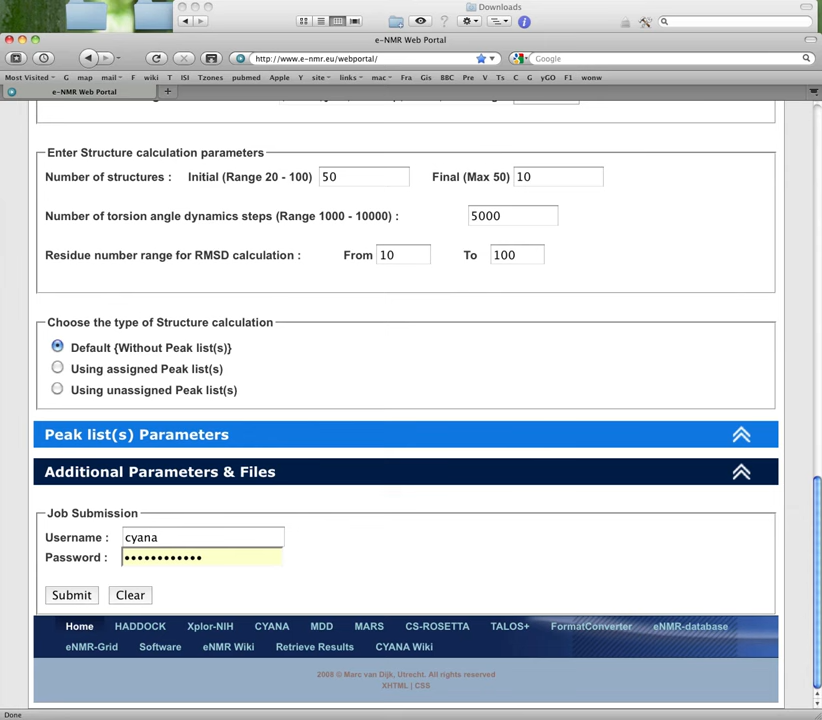 Downloads
e-NMR Web Portal
http://www.e-nmr.eu/webportal/
Google
Most Visited G map mail F wiki T ISI Tzones pubmed Apple Y site links mac Fra Gis BBC Pre V Ts C G yGO F1 wonw
e-NMR Web Portal
Enter Structure calculation parameters
Number of structures : Initial (Range 20 - 100) 50 Final (Max 50) 10
Number of torsion angle dynamics steps (Range 1000 - 10000) : 5000
Residue number range for RMSD calculation : From 10 To 100
Choose the type of Structure calculation
Default {Without Peak list(s)}
Using assigned Peak list(s)
Using unassigned Peak list(s)
Peak list(s) Parameters
Additional Parameters & Files
Job Submission
Username : cyana
Password : ••••••••••••
Submit Clear
Home HADDOCK Xplor-NIH CYANA MDD MARS CS-ROSETTA TALOS+ FormatConverter eNMR-database
eNMR-Grid Software eNMR Wiki Retrieve Results CYANA Wiki
2008 © Marc van Dijk, Utrecht. All rights reserved
XHTML | CSS
Done